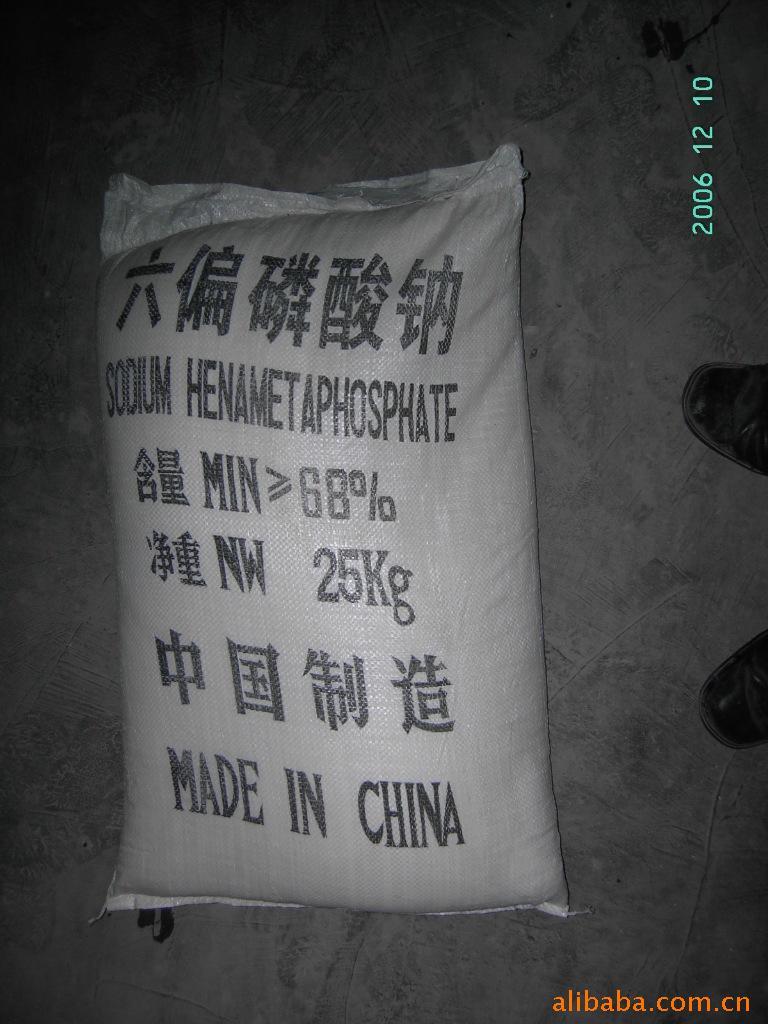 六偏磷酸钠
SODIUM HENAMETAPHOSPHATE
含量 MIN≥68%
净重 NW 25Kg
中国制造
MADE IN CHINA
2006 12 10
alibaba.com.cn